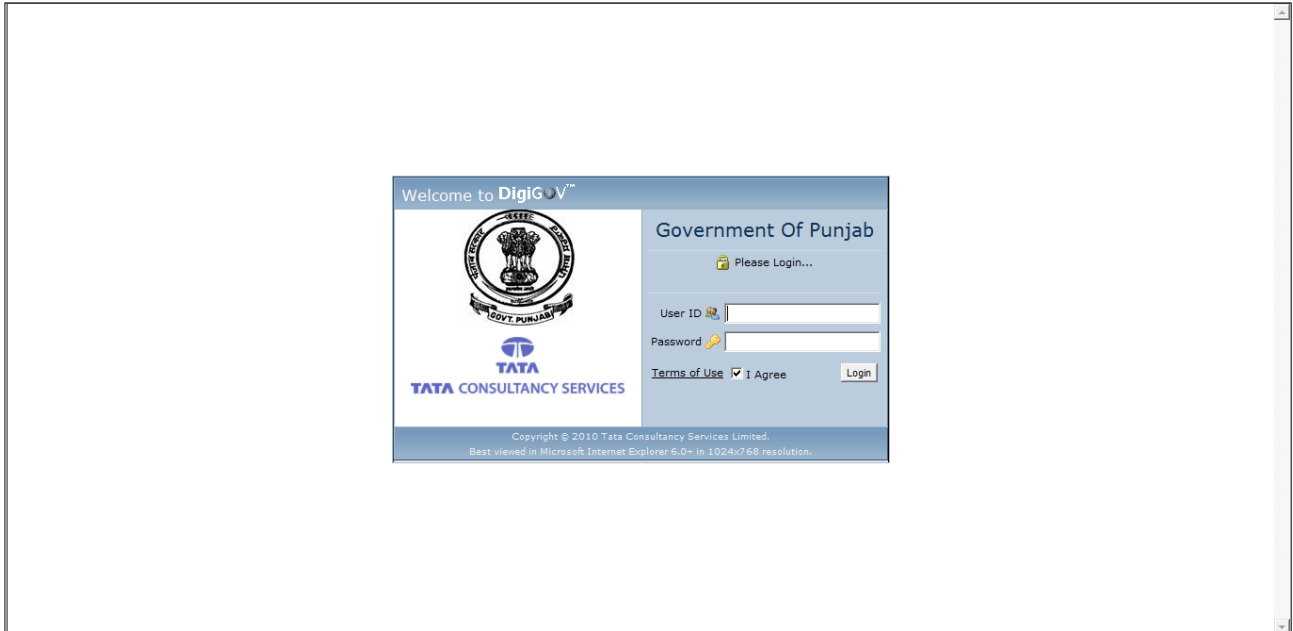 Welcome to DigiGOV™
Government Of Punjab
Please Login...
पंजाब सरकार
GOVT. PUNJAB
User ID
Password
TATA
TATA CONSULTANCY SERVICES
Terms of Use I Agree
Login
Copyright © 2010 Tata Consultancy Services Limited.
Best viewed in Microsoft Internet Explorer 6.0+ in 1024x768 resolution.